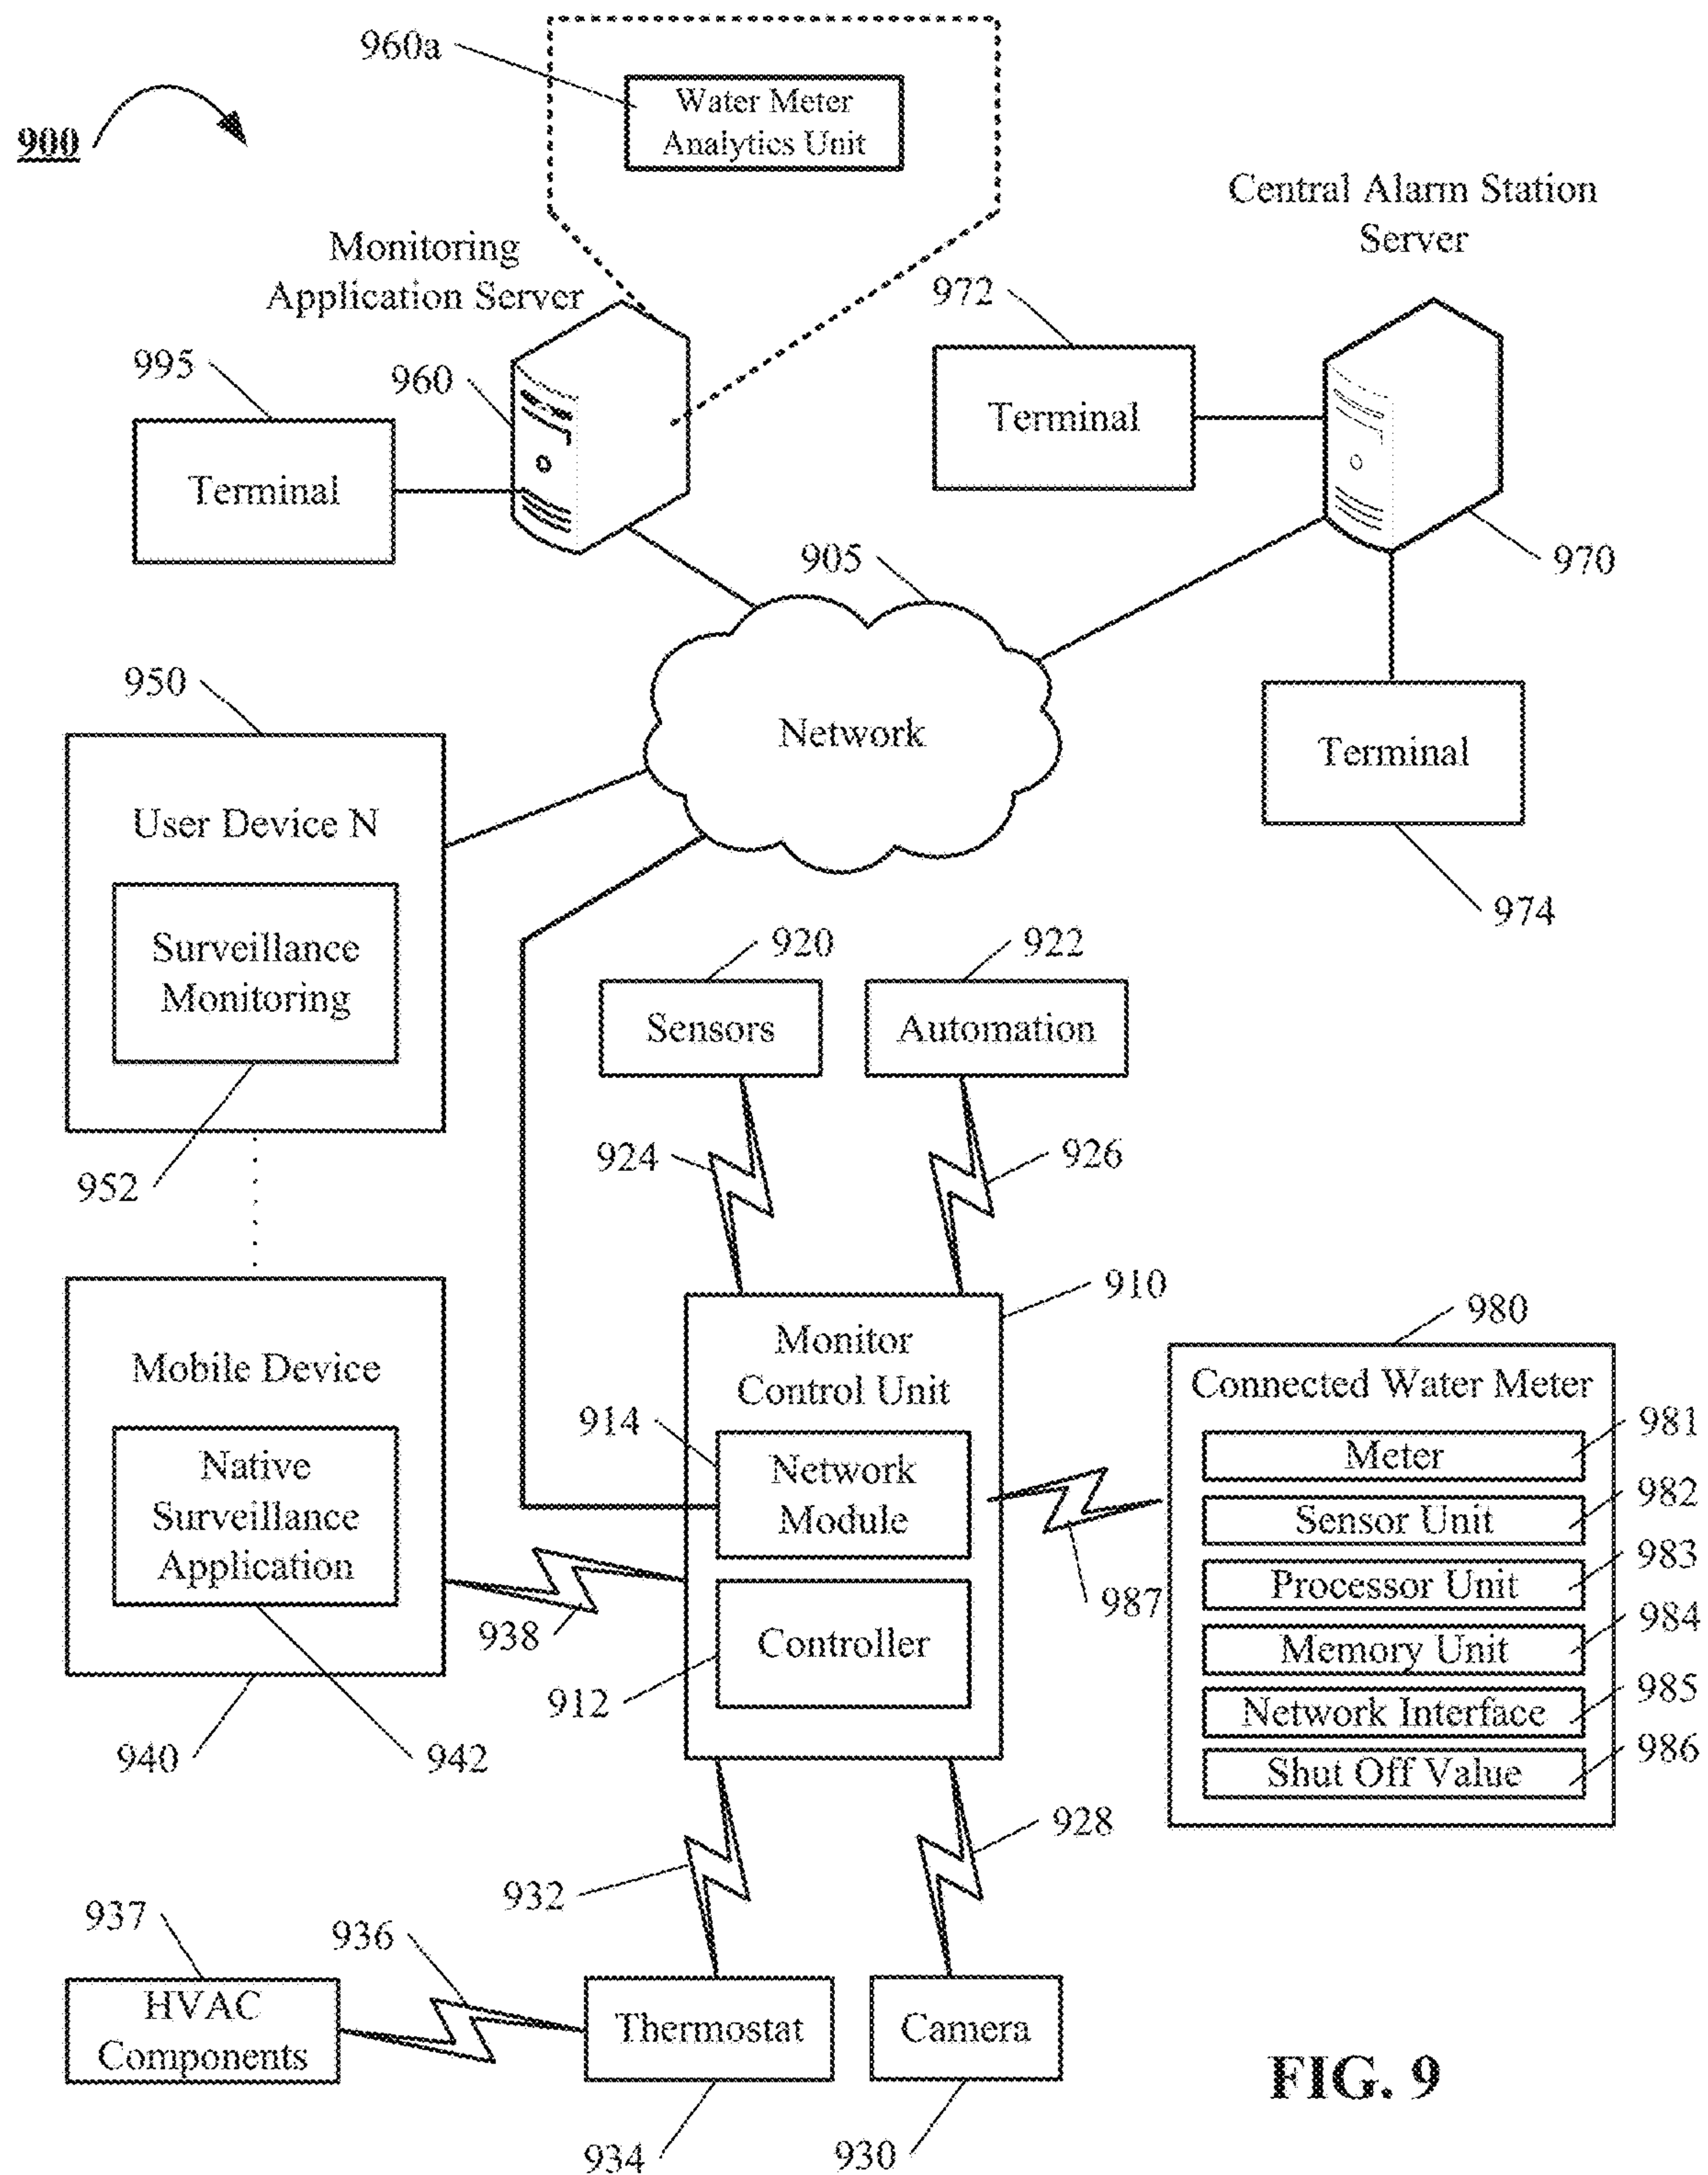 960a
Water Meter
Analytics Unit
900
Central Alarm Station
Server
Monitoring
Application Server
972
995
960
Terminal
Terminal
905
970
950
Network
Terminal
User Device N
974
Surveillance
Monitoring
920
922
Sensors
Automation
924
926
952
910
980
Mobile Device
Monitor
Control Unit
Connected Water Meter
914
981
Native
Surveillance
Application
Network
Module
Meter
982
Sensor Unit
983
Processor Unit
987
984
938
Controller
Memory Unit
985
912
Network Interface
986
940
942
Shut Off Value
928
932
937
936
HVAC
Components
Thermostat
Camera
FIG. 9
934
930